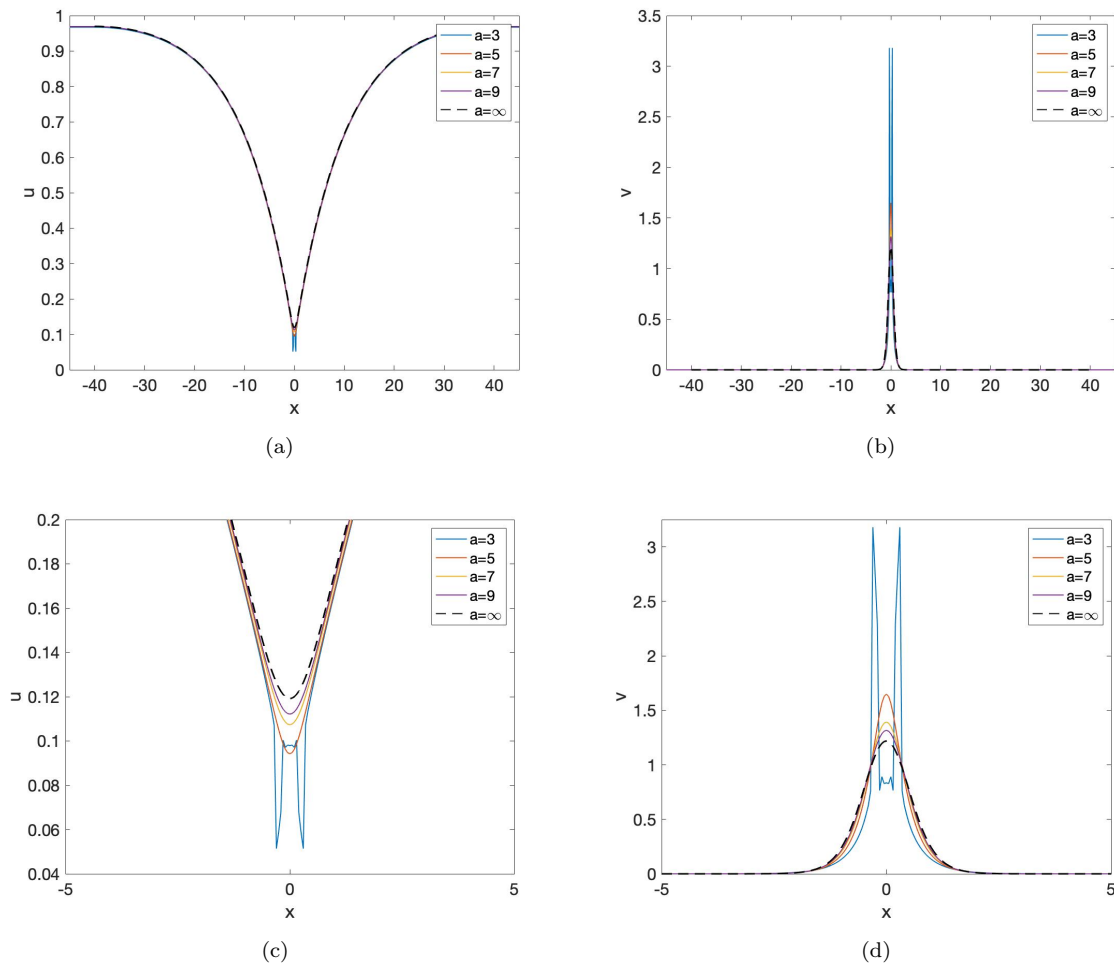 1
0.9
0.8
0.7
0.6
0.5
0.4
0.3
0.2
0.1
0
u
-40 -30 -20 -10 0 10 20 30 40
x
a=3
a=5
a=7
a=9
a=∞
(a)
3.5
3
2.5
2
1.5
1
0.5
0
v
-40 -30 -20 -10 0 10 20 30 40
x
a=3
a=5
a=7
a=9
a=∞
(b)
0.2
0.18
0.16
0.14
0.12
0.1
0.08
0.06
0.04
u
-5 0 5
x
a=3
a=5
a=7
a=9
a=∞
(c)
3
2.5
2
1.5
1
0.5
0
v
-5 0 5
x
a=3
a=5
a=7
a=9
a=∞
(d)